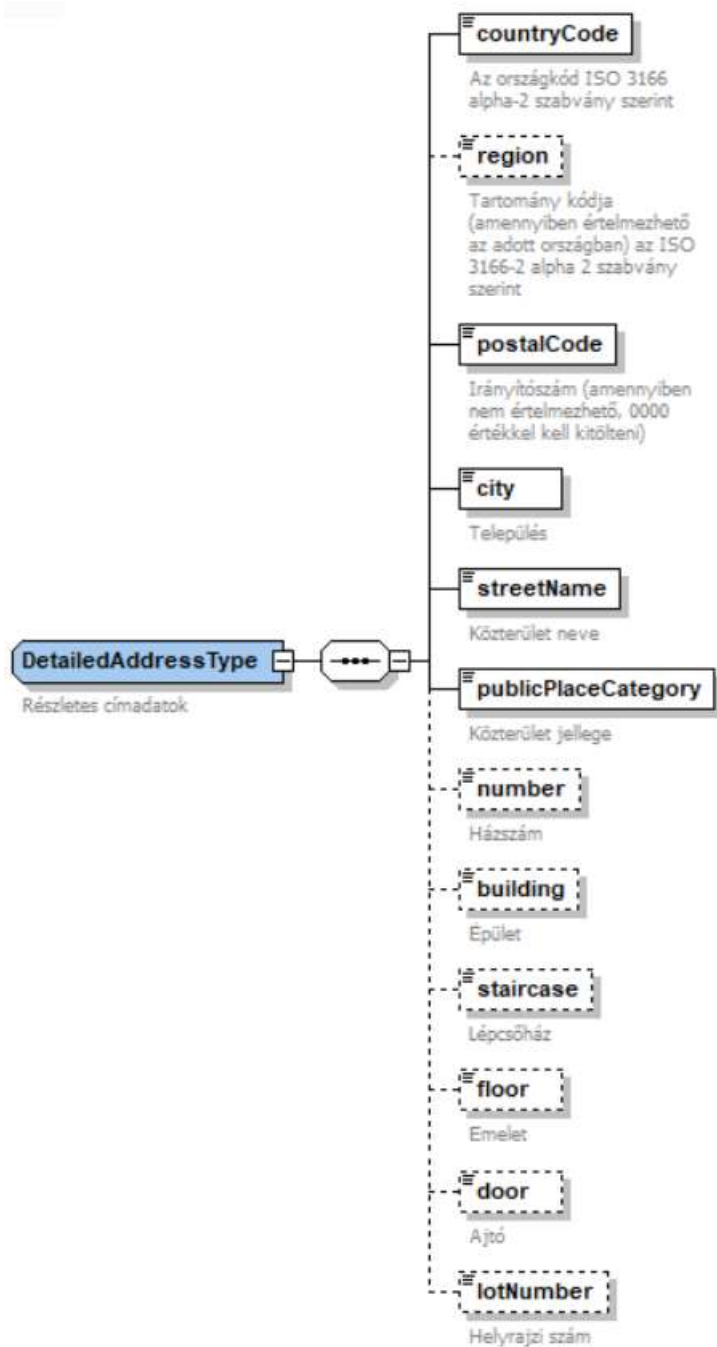 countryCode
Az országkód ISO 3166
alpha-2 szabvány szerint
region
Tartomány kódja
(amennyiben értelmezhető
az adott országban) az ISO
3166-2 alpha 2 szabvány
szerint
postalCode
Irányítószám (amennyiben
nem értelmezhető, 0000
értékkel kell kitölteni)
city
Település
streetName
Közterület neve
DetailedAddressType
Részletes címadatok
publicPlaceCategory
Közterület jellege
number
Házszám
building
Épület
staircase
Lépcsőház
floor
Emelet
door
Ajtó
lotNumber
Helyrajzi szám